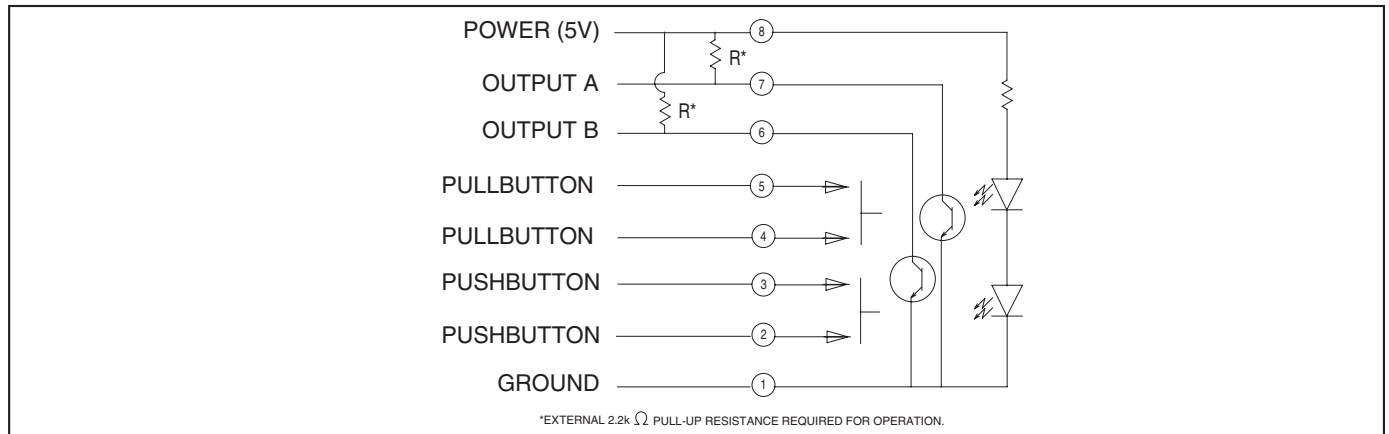 POWER (5V) 8
R*
OUTPUT A 7
R*
OUTPUT B 6
PULLBUTTON 5
PULLBUTTON 4
PUSHBUTTON 3
PUSHBUTTON 2
GROUND 1
*EXTERNAL 2.2k Ω PULL-UP RESISTANCE REQUIRED FOR OPERATION.